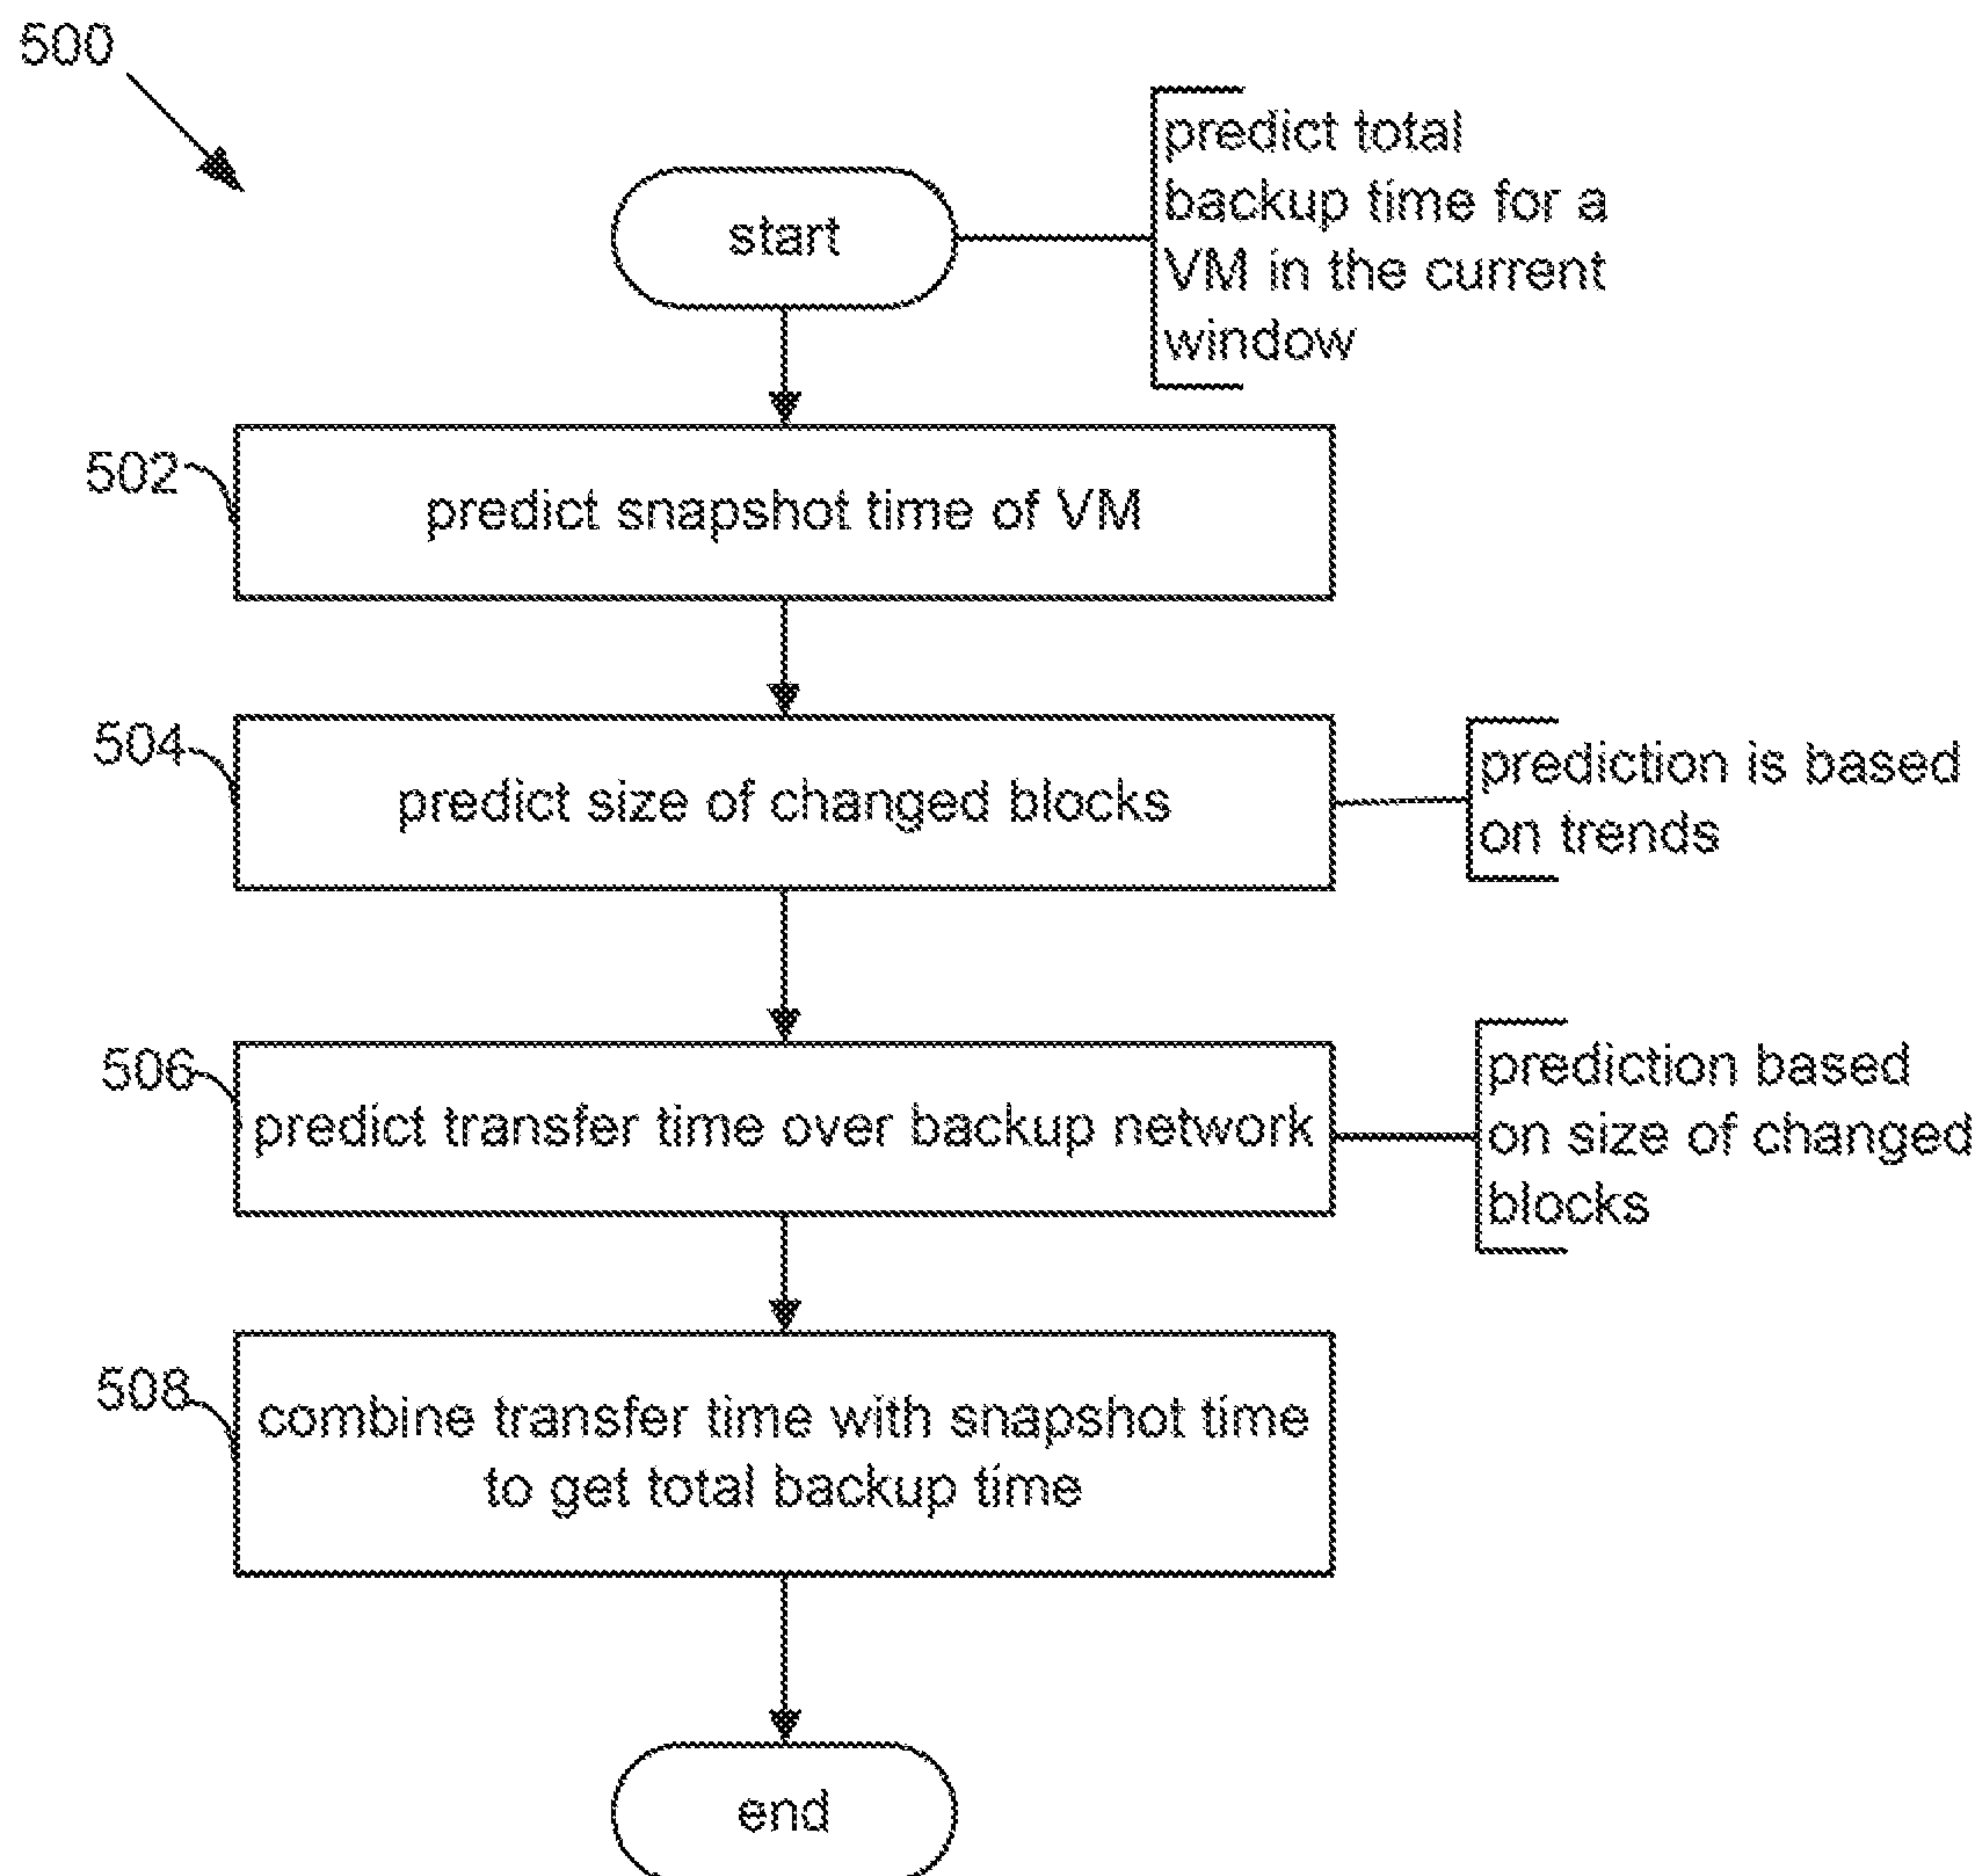 500
start
predict total
backup time for a
VM in the current
window
502
predict snapshot time of VM
504
predict size of changed blocks
prediction is based
on trends
506
predict transfer time over backup network
prediction based
on size of changed
blocks
508
combine transfer time with snapshot time
to get total backup time
end